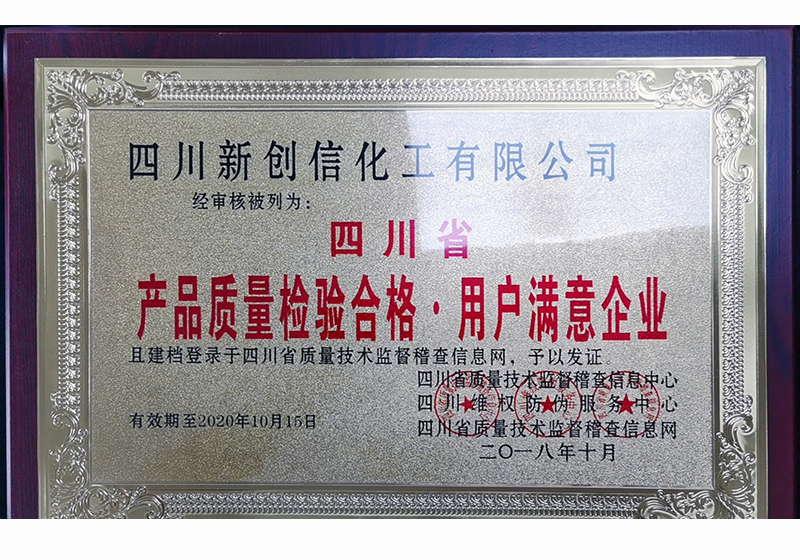 四川新创信化工有限公司
经审核被列为：
四川省
产品质量检验合格·用户满意企业
且建档登录于四川省质量技术监督稽查信息网，予以发证。
四川省质量技术监督稽查信息中心
四川维权防伪服务中心
有效期至2020年10月15日
四川省质量技术监督稽查信息网
二〇一八年十月